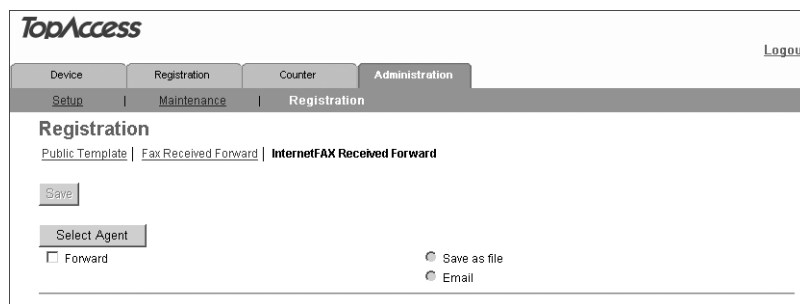 TopAccess
Logou
Device Registration Counter Administration
Setup | Maintenance | Registration
Registration
Public Template | Fax Received Forward | InternetFAX Received Forward
Save
Select Agent
Forward Save as file
Email